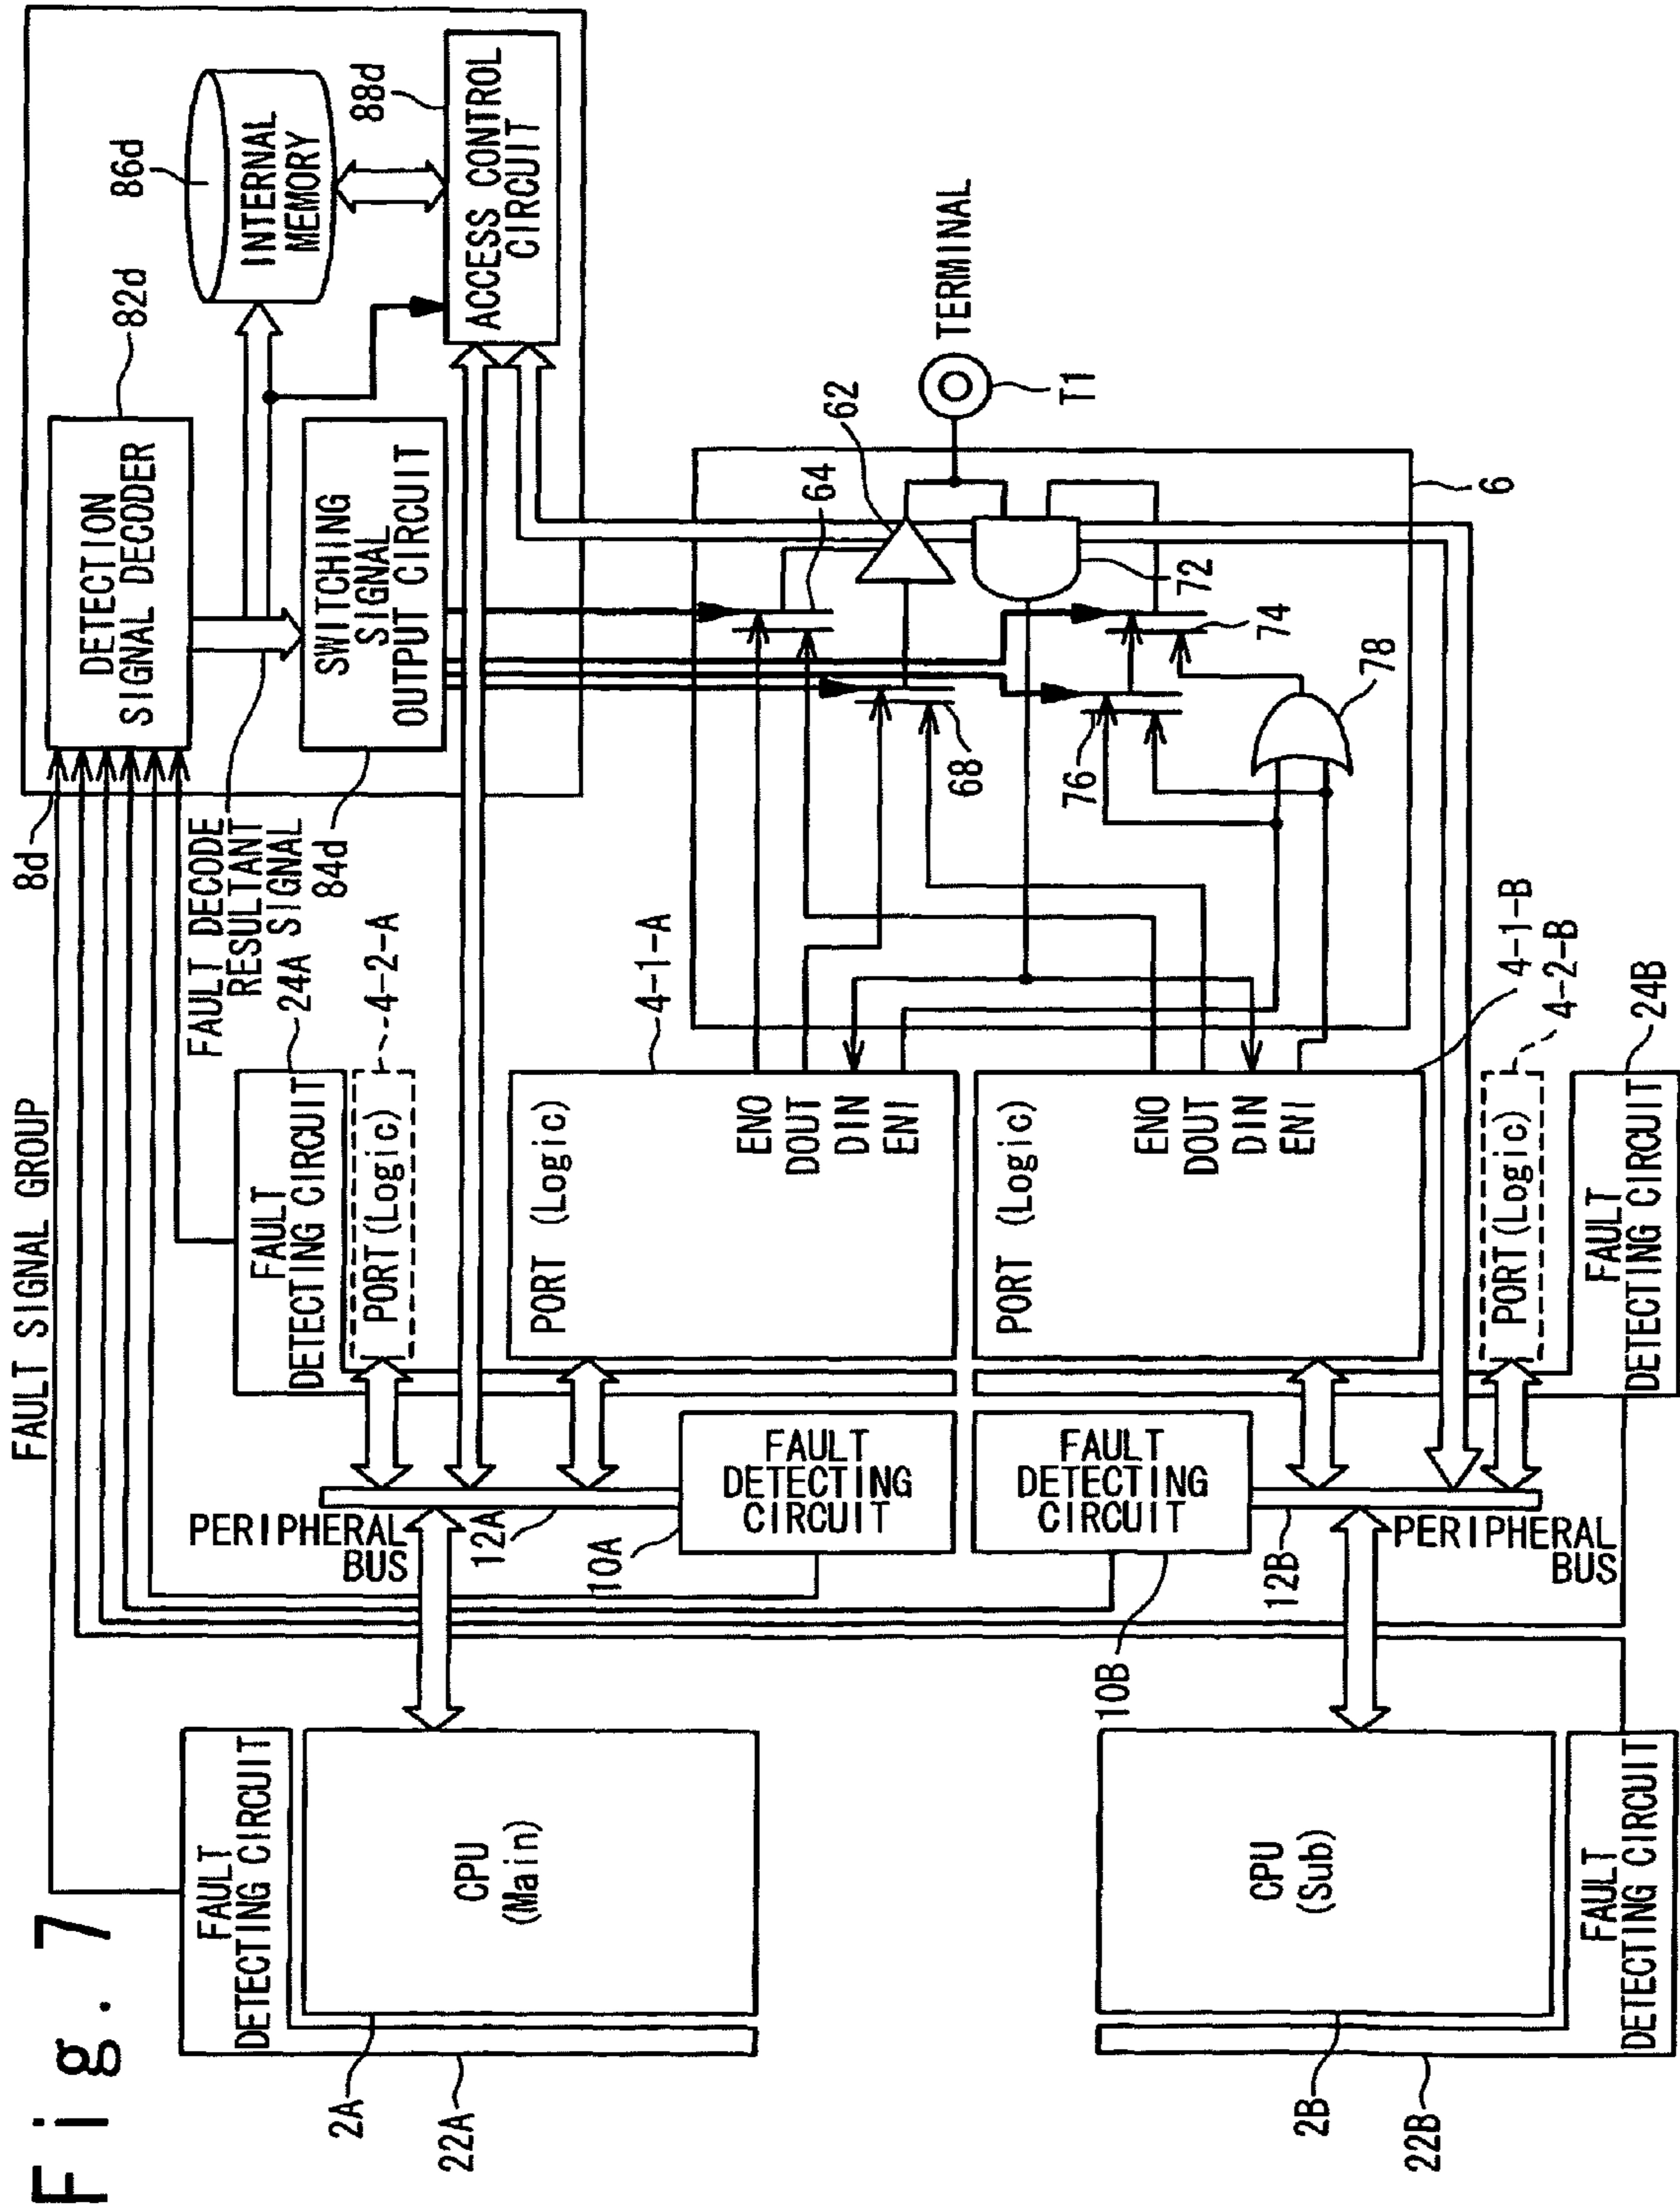 Fig. 7
FAULT SIGNAL GROUP
8d
DETECTION
SIGNAL DECODER
82d
86d
INTERNAL
MEMORY
FAULT DECODE
RESULTANT
SIGNAL
SWITCHING
SIGNAL
OUTPUT CIRCUIT
84d
ACCESS CONTROL
CIRCUIT
88d
FAULT
DETECTING CIRCUIT
22A
CPU
(Main)
2A
PERIPHERAL
BUS
12A
FAULT
DETECTING
CIRCUIT
10A
FAULT
DETECTING CIRCUIT
24A
PORT(Logic)
4-2-A
PORT (Logic)
4-1-A
ENO
DOUT
DIN
ENI
64
62
68
TERMINAL
T1
6
72
74
76
78
CPU
(Sub)
2B
FAULT
DETECTING CIRCUIT
22B
FAULT
DETECTING
CIRCUIT
10B
12B
PERIPHERAL
BUS
PORT (Logic)
ENO
DOUT
DIN
ENI
4-1-B
PORT(Logic)
4-2-B
FAULT
DETECTING CIRCUIT
24B